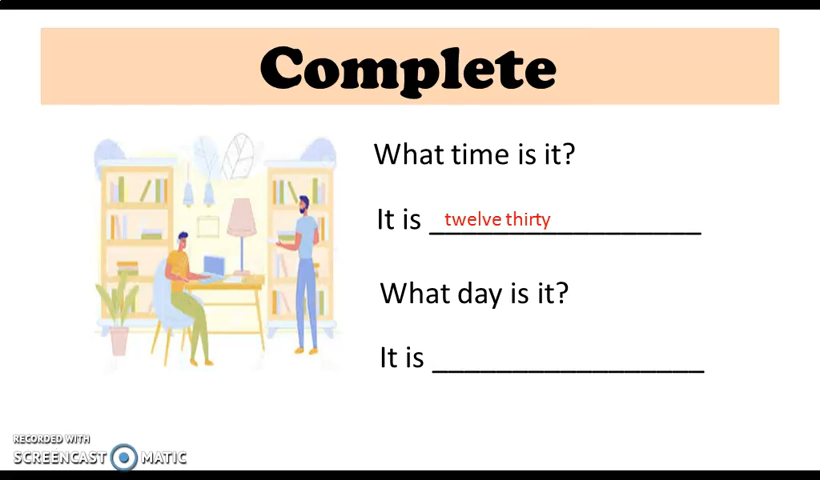 Complete
What time is it?
It is twelve thirty
What day is it?
It is
RECORDED WITH
SCREENCAST MATIC